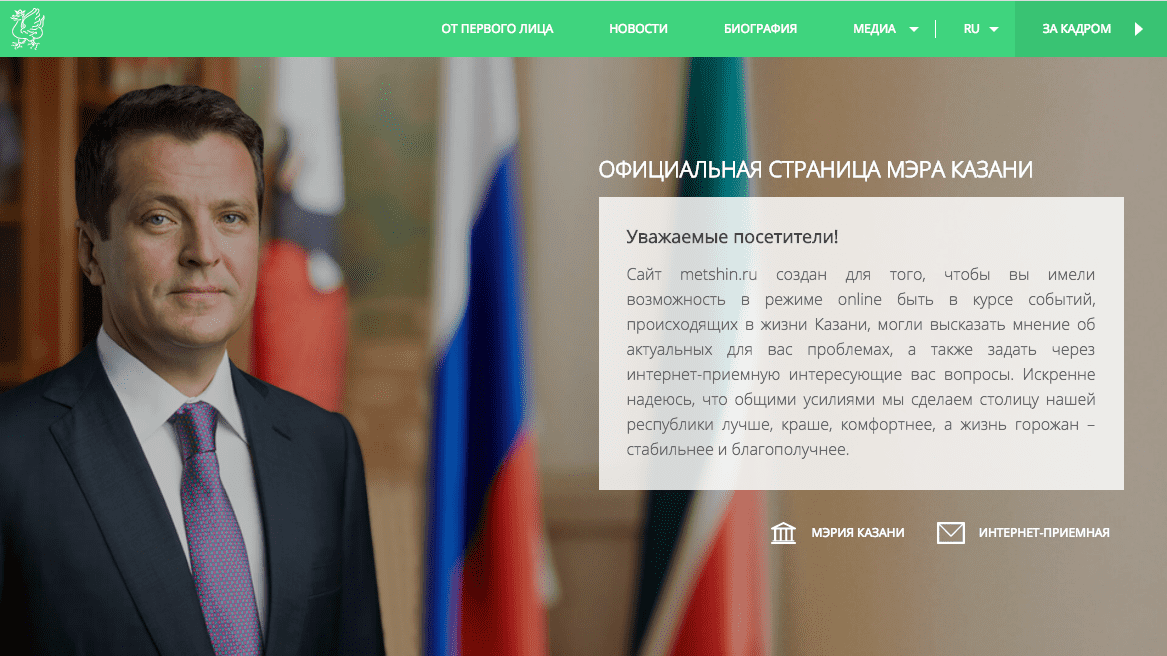 ОТ ПЕРВОГО ЛИЦА НОВОСТИ БИОГРАФИЯ МЕДИА RU ЗА КАДРОМ
ОФИЦИАЛЬНАЯ СТРАНИЦА МЭРА КАЗАНИ
Уважаемые посетители!
Сайт metshin.ru создан для того, чтобы вы имели
возможность в режиме online быть в курсе событий,
происходящих в жизни Казани, могли высказать мнение об
актуальных для вас проблемах, а также задать через
интернет-приемную интересующие вас вопросы. Искренне
надеюсь, что общими усилиями мы сделаем столицу нашей
республики лучше, краше, комфортнее, а жизнь горожан –
стабильнее и благополучнее.
МЭРИЯ КАЗАНИ ИНТЕРНЕТ-ПРИЕМНАЯ